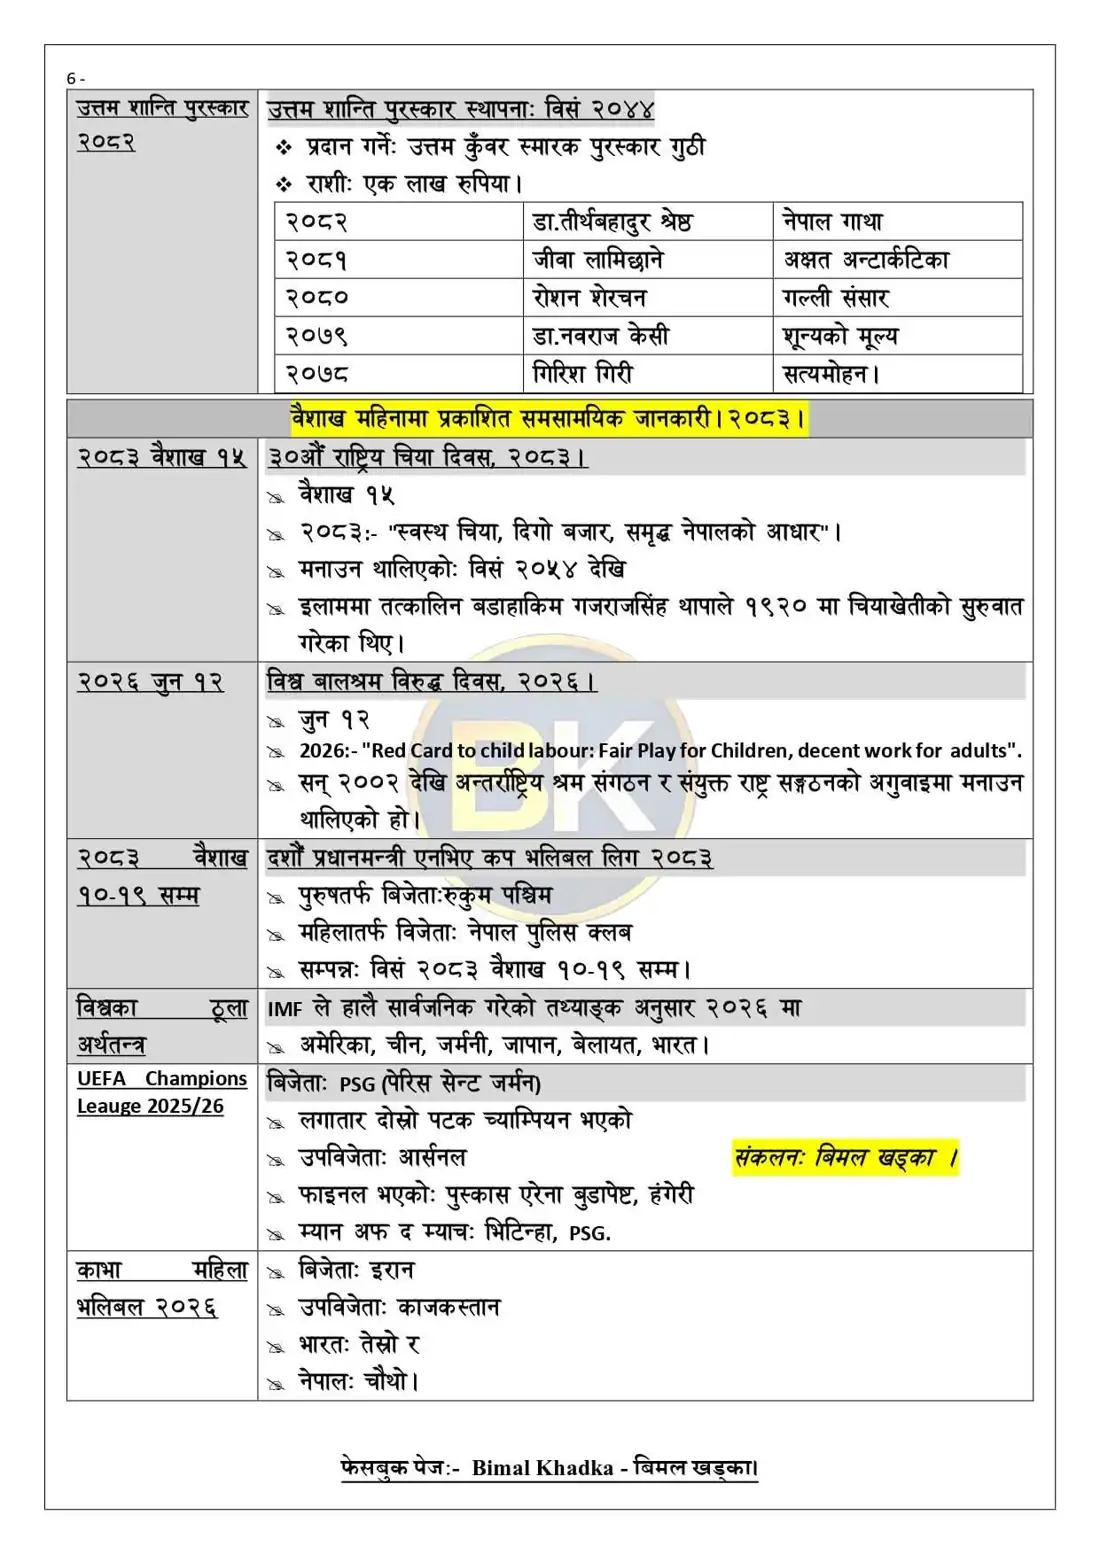 6 -
उत्तम शान्ति पुरस्कार २०८२
उत्तम शान्ति पुरस्कार स्थापनाः विसं २०४४
❖ प्रदान गर्नेः उत्तम कुँवर स्मारक पुरस्कार गुठी
❖ राशीः एक लाख रुपिया।
२०८२ डा.तीर्थबहादुर श्रेष्ठ नेपाल गाथा
२०८१ जीवा लामिछाने अक्षत अन्टार्कटिका
२०८० रोशन शेरचन गल्ली संसार
२०७९ डा.नवराज केसी शून्यको मूल्य
२०७८ गिरिश गिरी सत्यमोहन।
वैशाख महिनामा प्रकाशित समसामयिक जानकारी।२०८३।
२०८३ वैशाख १५
३०औं राष्ट्रिय चिया दिवस, २०८३।
वैशाख १५
२०८३:- "स्वस्थ चिया, दिगो बजार, समृद्ध नेपालको आधार"।
मनाउन थालिएकोः विसं २०५४ देखि
इलाममा तत्कालिन बडाहाकिम गजराजसिंह थापाले १९२० मा चियाखेतीको सुरुवात
गरेका थिए।
२०२६ जुन १२
विश्व बालश्रम विरुद्ध दिवस, २०२६।
जुन १२
2026:- "Red Card to child labour: Fair Play for Children, decent work for adults".
सन् २००२ देखि अन्तर्राष्ट्रिय श्रम संगठन र संयुक्त राष्ट्र सङ्गठनको अगुवाइमा मनाउन
थालिएको हो।
BK
२०८३ वैशाख
१०-१९ सम्म
दशौं प्रधानमन्त्री एनभिए कप भलिबल लिग २०८३
पुरुषतर्फ बिजेताःरुकुम पश्चिम
महिलातर्फ विजेताः नेपाल पुलिस क्लब
सम्पन्नः विसं २०८३ वैशाख १०-१९ सम्म।
विश्वका ठूला
अर्थतन्त्र
IMF ले हालै सार्वजनिक गरेको तथ्याङ्क अनुसार २०२६ मा
अमेरिका, चीन, जर्मनी, जापान, बेलायत, भारत।
UEFA Champions
Leauge 2025/26
बिजेताः PSG (पेरिस सेन्ट जर्मन)
लगातार दोस्रो पटक च्याम्पियन भएको
उपविजेताः आर्सनल
संकलनः बिमल खड्का ।
फाइनल भएकोः पुस्कास एरेना बुडापेष्ट, हंगेरी
म्यान अफ द म्याचः भिटिन्हा, PSG.
काभा महिला
भलिबल २०२६
बिजेताः इरान
उपविजेताः काजकस्तान
भारतः तेस्रो र
नेपालः चौथो।
फेसबुक पेज:- Bimal Khadka - बिमल खड्का।